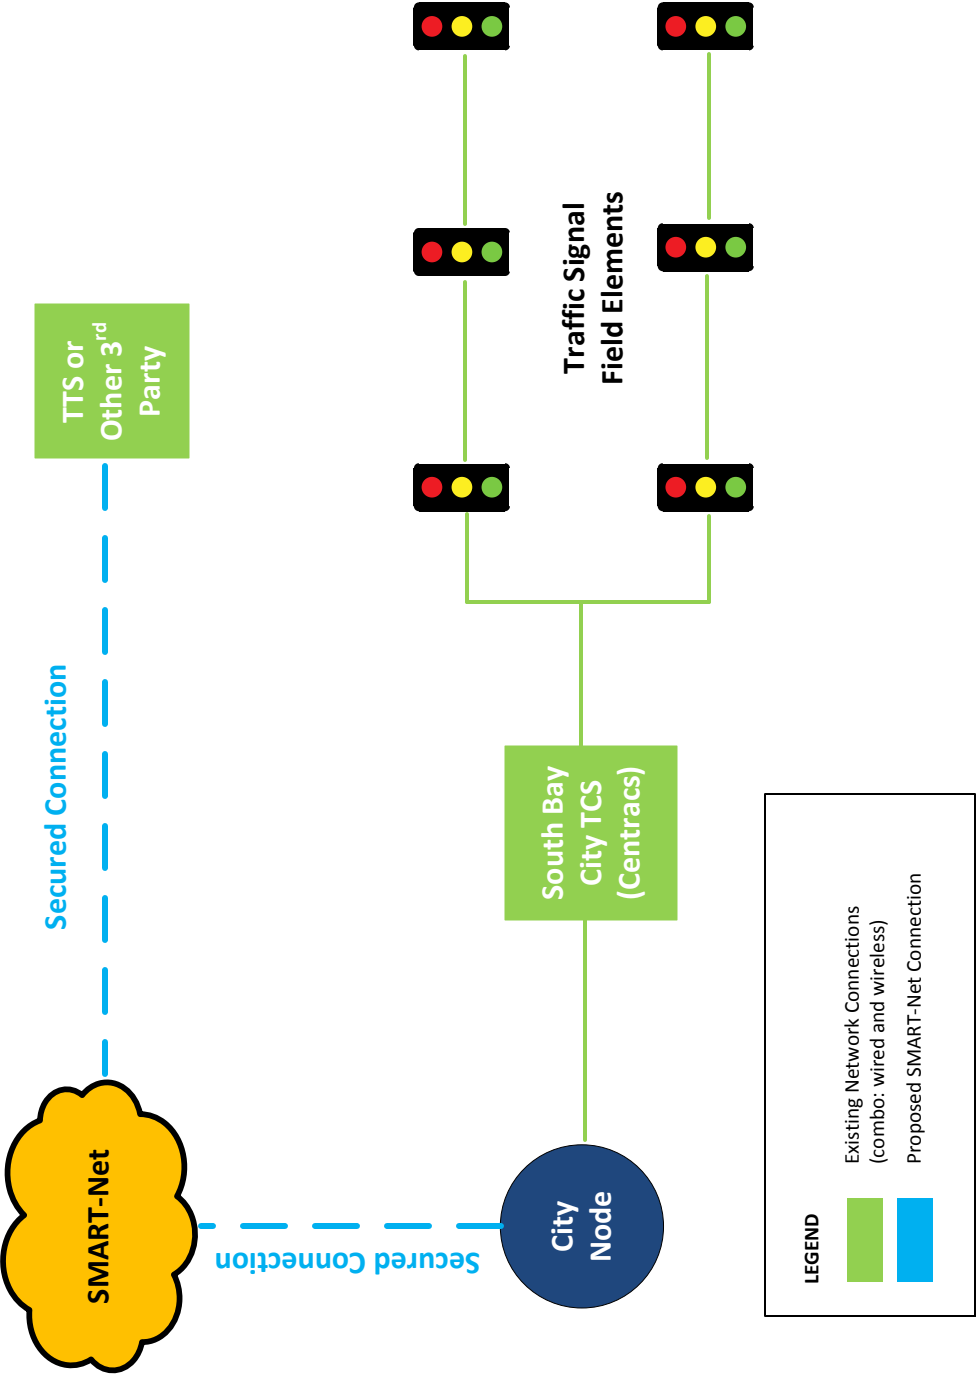 SMART-Net
Secured Connection
TTS or
Other 3rd
Party
Secured Connection
City
Node
South Bay
City TCS
(Centracs)
Traffic Signal
Field Elements
LEGEND
Existing Network Connections
(combo: wired and wireless)
Proposed SMART-Net Connection